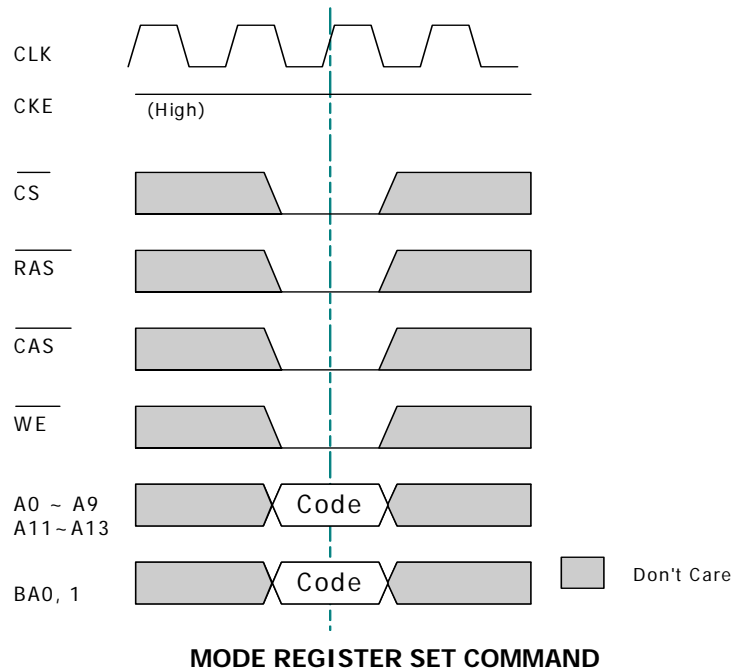 CLK
CKE
(High)
CS
RAS
CAS
WE
A0 ~ A9
A11~A13
Code
BA0, 1
Code
Don't Care
MODE REGISTER SET COMMAND